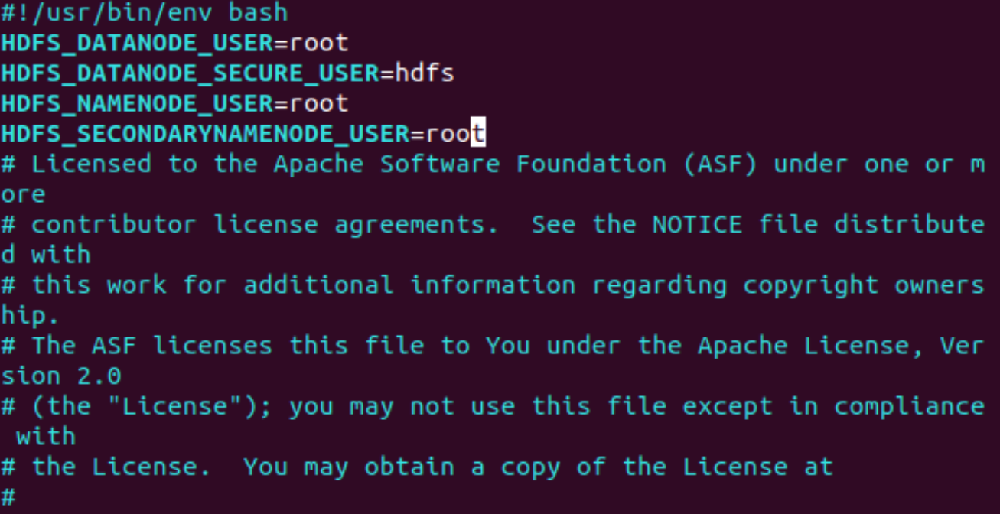 #!/usr/bin/env bash
HDFS_DATANODE_USER=root
HDFS_DATANODE_SECURE_USER=hdfs
HDFS_NAMENODE_USER=root
HDFS_SECONDARYNAMENODE_USER=root
# Licensed to the Apache Software Foundation (ASF) under one or m
ore
# contributor license agreements.  See the NOTICE file distribute
d with
# this work for additional information regarding copyright owners
hip.
# The ASF licenses this file to You under the Apache License, Ver
sion 2.0
# (the "License"); you may not use this file except in compliance
 with
# the License.  You may obtain a copy of the License at
#